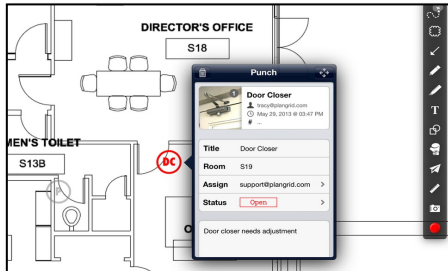 DIRECTOR'S OFFICE
S18
MEN'S TOILET
S13B
DC
P
O
Punch
1
Door Closer
tracy@plangrid.com
May 29, 2013 @ 03:47 PM
# ...
Title Door Closer
Room S19
Assign support@plangrid.com >
Status Open >
Door closer needs adjustment
T